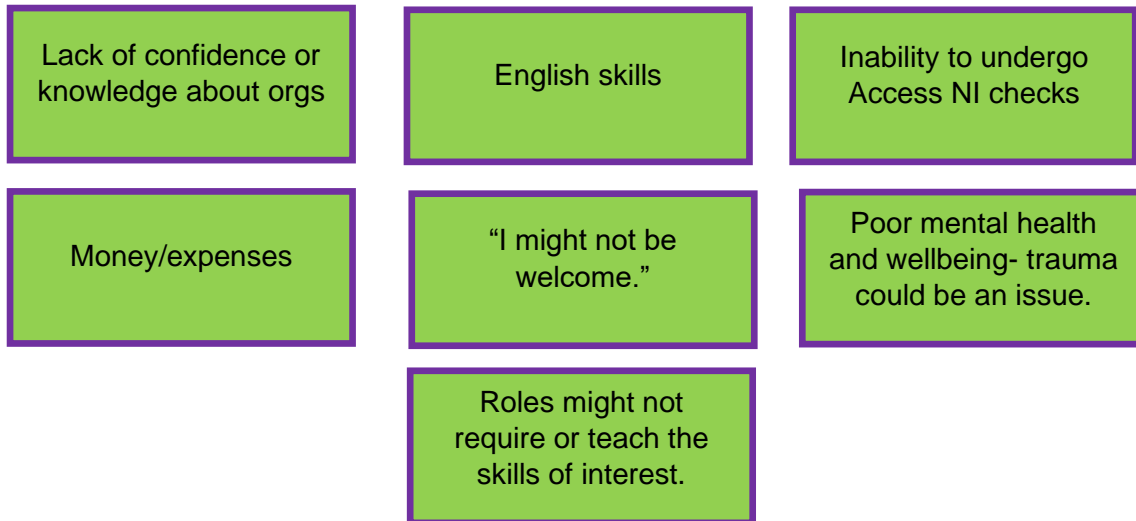 Lack of confidence or
knowledge about orgs
English skills
Inability to undergo
Access NI checks
Money/expenses
“I might not be
welcome.”
Poor mental health
and wellbeing- trauma
could be an issue.
Roles might not
require or teach the
skills of interest.